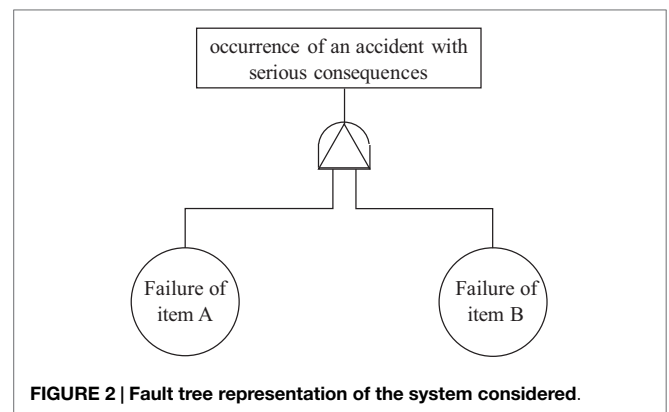 occurrence of an accident with
serious consequences
Failure of
item A
Failure of
item B
FIGURE 2 | Fault tree representation of the system considered.